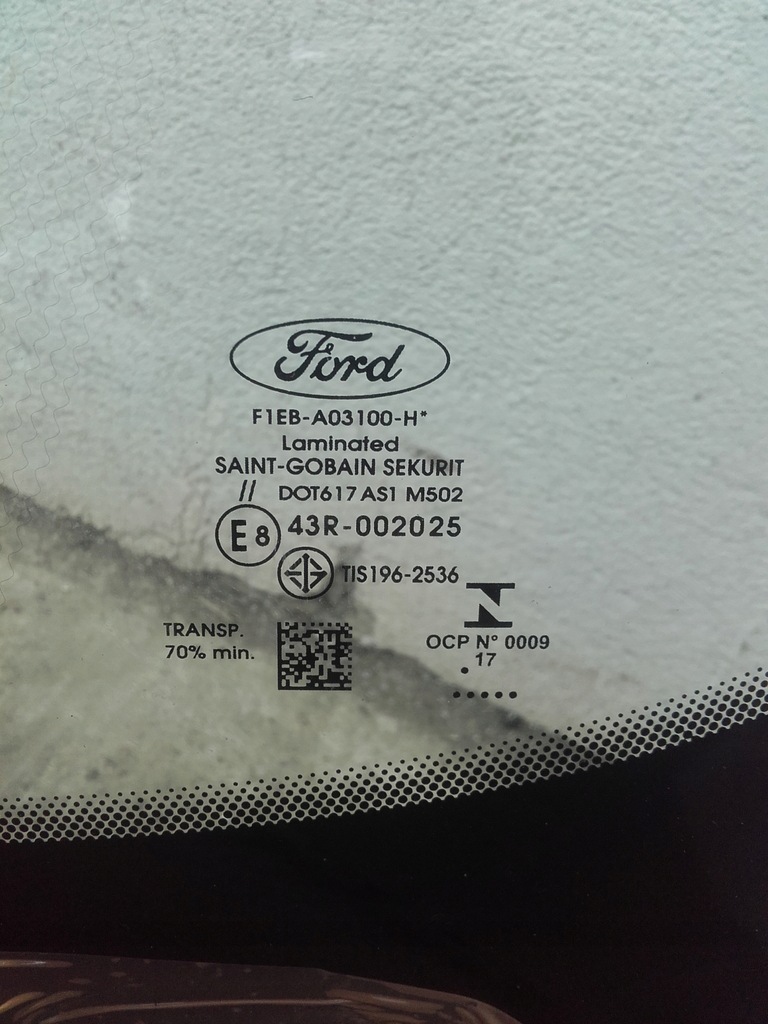 Ford
F1EB-A03100-H*
Laminated
SAINT-GOBAIN SEKURIT
// DOT617 AS1 M502
E8 43R-002025
TIS196-2536
TRANSP.
70% min.
N
OCP N° 0009
17